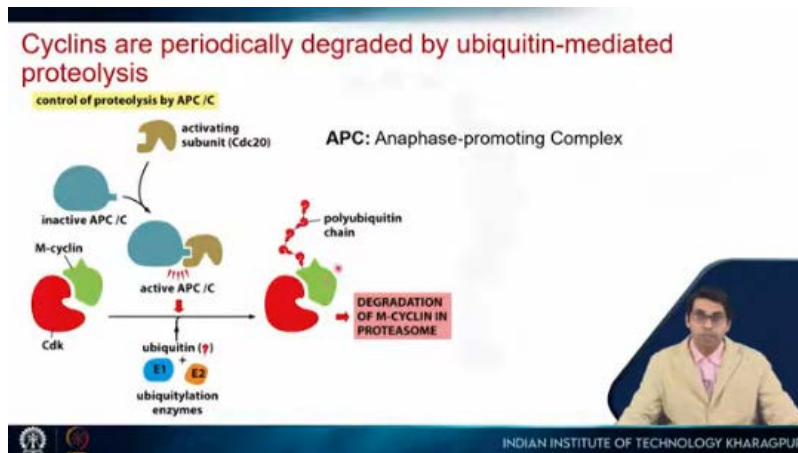 Cyclins are periodically degraded by ubiquitin-mediated
proteolysis
control of proteolysis by APC /C
activating
subunit (Cdc20)
APC: Anaphase-promoting Complex
inactive APC /C
polyubiquitin
chain
M-cyclin
active APC /C
DEGRADATION
OF M-CYCLIN IN
PROTEASOME
Cdk
ubiquitin (?)
+
E1
E2
ubiquitylation
enzymes
INDIAN INSTITUTE OF TECHNOLOGY KHARAGPUR